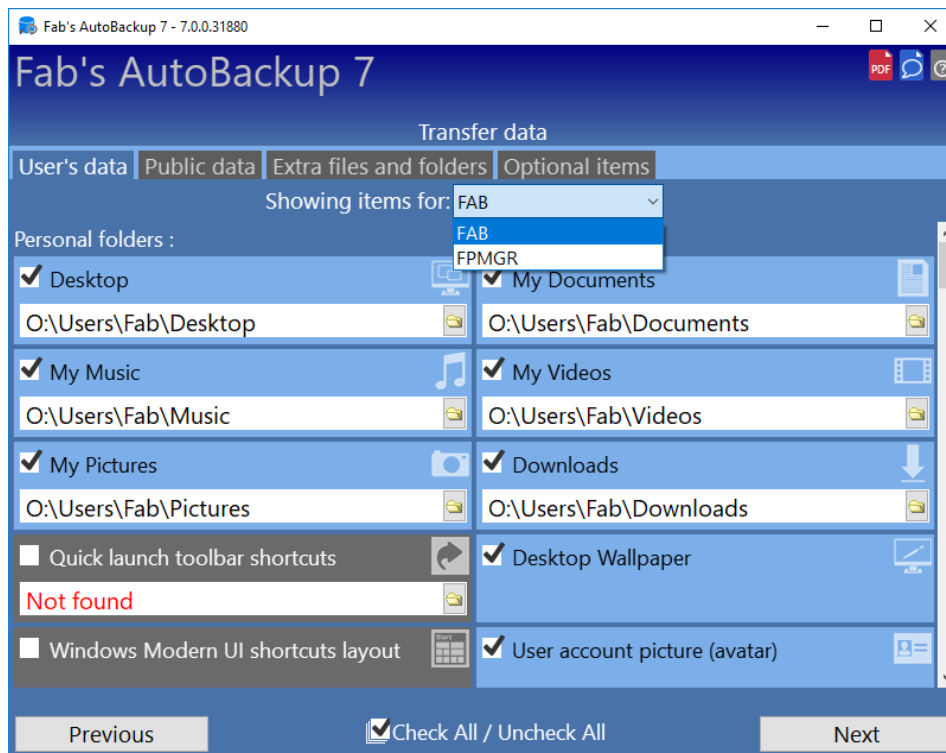 Fab's AutoBackup 7 - 7.0.0.31880
Fab's AutoBackup 7
PDF
?
Transfer data
User's data Public data Extra files and folders Optional items
Showing items for: FAB
FAB
FPMGR
Personal folders :
Desktop
O:\Users\Fab\Desktop
My Documents
O:\Users\Fab\Documents
My Music
O:\Users\Fab\Music
My Videos
O:\Users\Fab\Videos
My Pictures
O:\Users\Fab\Pictures
Downloads
O:\Users\Fab\Downloads
Quick launch toolbar shortcuts
Not found
Desktop Wallpaper
Windows Modern UI shortcuts layout
Start
User account picture (avatar)
Previous
Check All / Uncheck All
Next